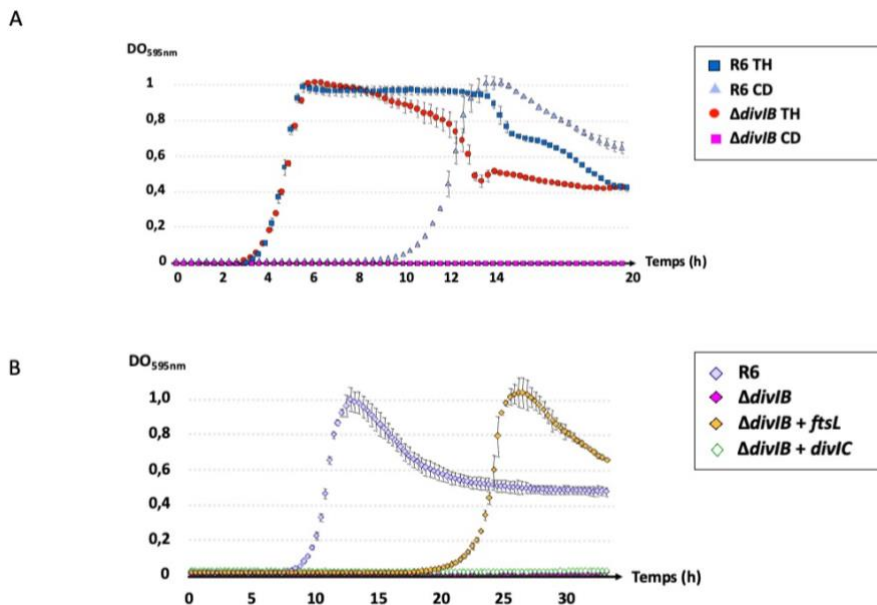 A
DO595nm
1
0,8
0,6
0,4
0,2
0
0 2 4 6 8 10 12 14 20
Temps (h)
R6 TH
R6 CD
ΔdivIB TH
ΔdivIB CD
B
DO595nm
1,0
0,8
0,6
0,4
0,2
0
0 5 10 15 20 25 30
Temps (h)
R6
ΔdivIB
ΔdivIB + ftsL
ΔdivIB + divIC